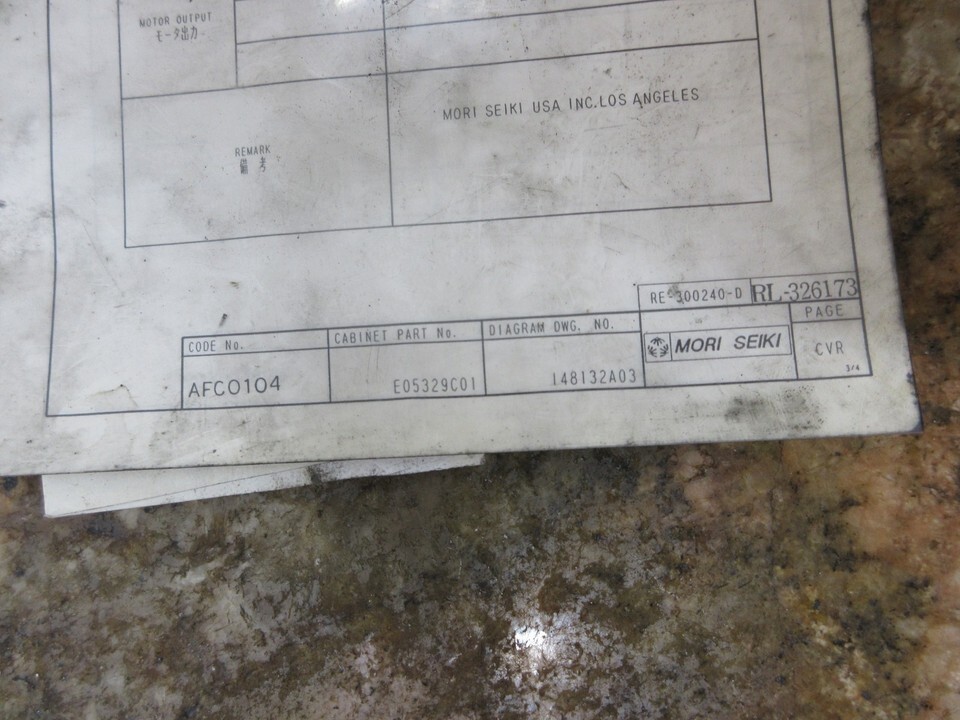 MOTOR OUTPUT
モータ出力
MORI SEIKI USA INC.LOS ANGELES
REMARK
備考
RE-300240-D RL-326173
CODE No. CABINET PART No. DIAGRAM DWG, NO. MORI SEIKI PAGE
AFC0104 E05329C01 148132A03 CVR
3/4